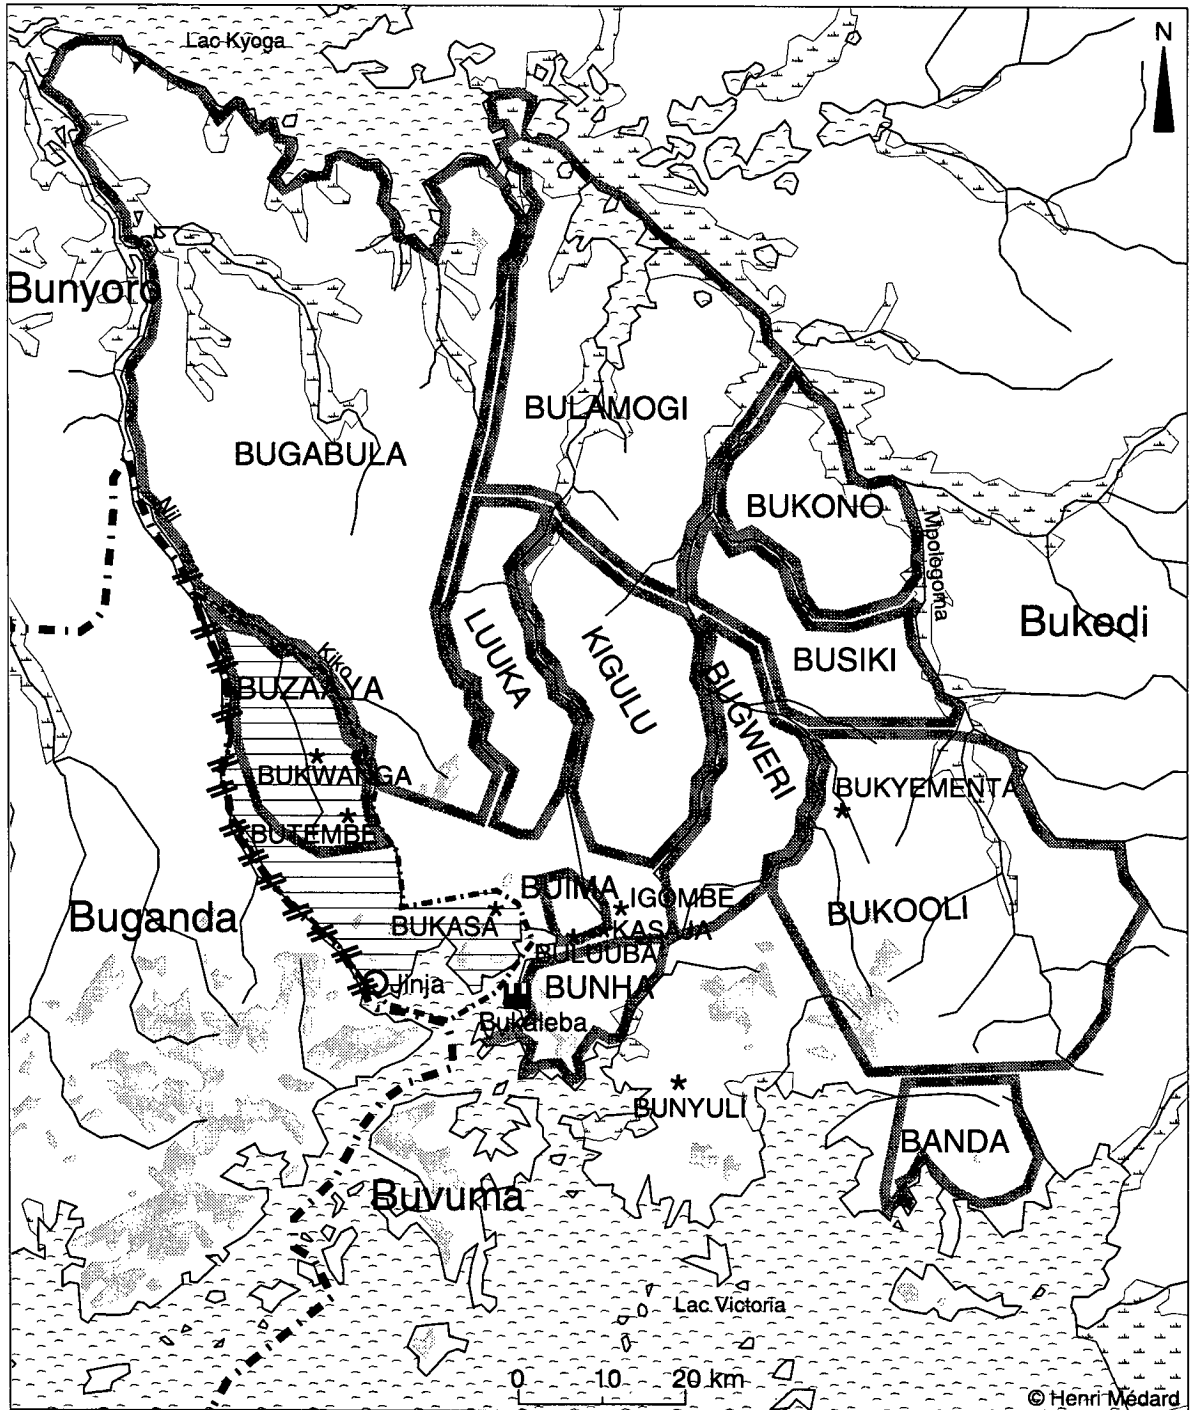 N
Lac Kyoga
Bunyoro
BULAMOGI
BUGABULA
BUKONO
Nil
Mpologoma
Bukedi
LUUKA
KIGULU
BUSIKI
Kiko
BUZAAYA
BUGWERI
BUKWANGA
BUKYEMENTA
BUTEMBE
BUIMA
IGOMBE
Buganda
BUKASA
KASAJA
BUKOOLI
BULUUBA
Jinja
BUNHA
Bukaleba
BUNYULI
BANDA
Buvuma
Lac Victoria
0 10 20 km
© Henri Médard